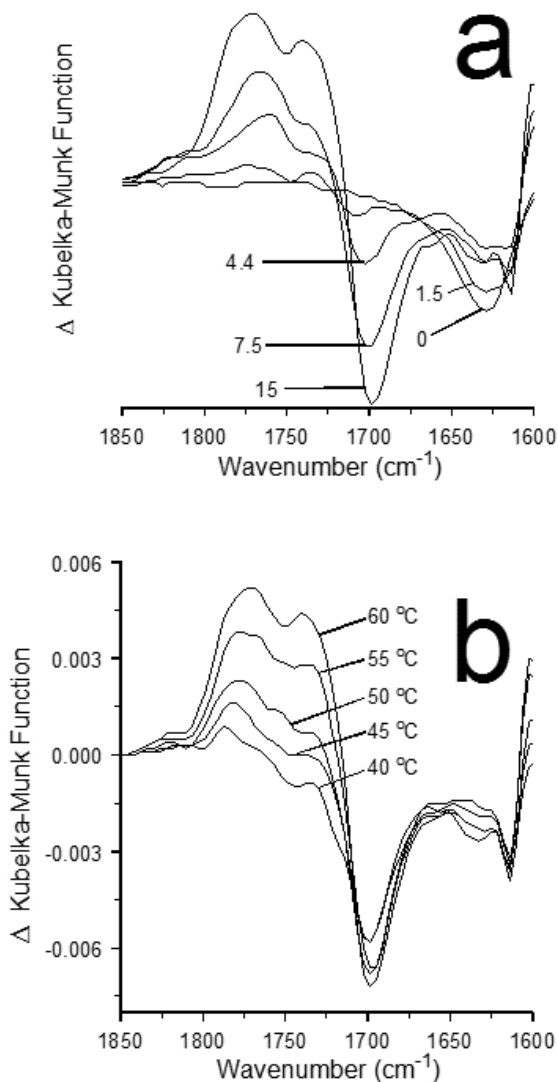 a
Δ Kubelka-Munk Function
4.4
1.5
7.5
0
15
1850 1800 1750 1700 1650 1600
Wavenumber (cm-1)
b
Δ Kubelka-Munk Function
0.006
0.003
0.000
-0.003
-0.006
60 ºC
55 ºC
50 ºC
45 ºC
40 ºC
1850 1800 1750 1700 1650 1600
Wavenumber (cm-1)